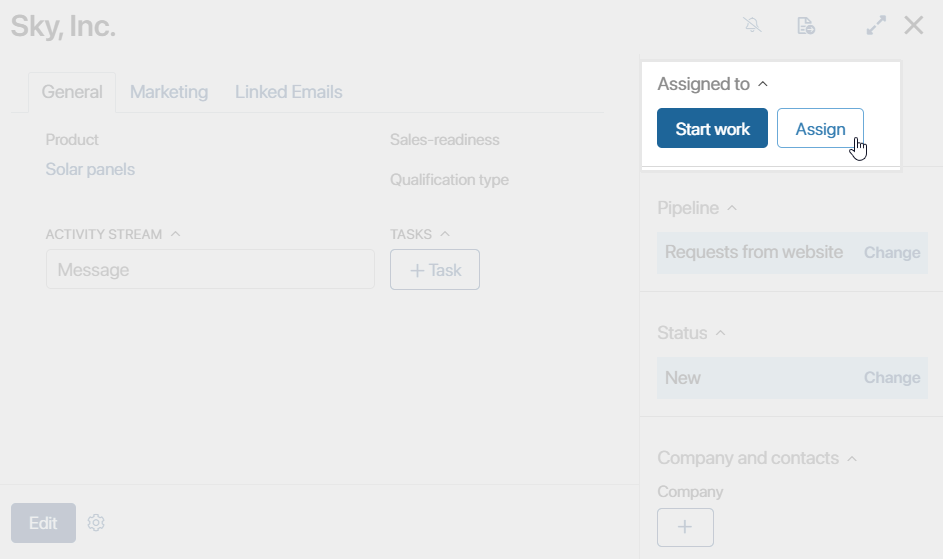 Sky, Inc.
General
Marketing
Linked Emails
Product
Solar panels
Sales-readiness
Qualification type
ACTIVITY STREAM
Message
TASKS
+ Task
Edit
Assigned to
Start work
Assign
Pipeline
Requests from website
Change
Status
New
Change
Company and contacts
Company
+